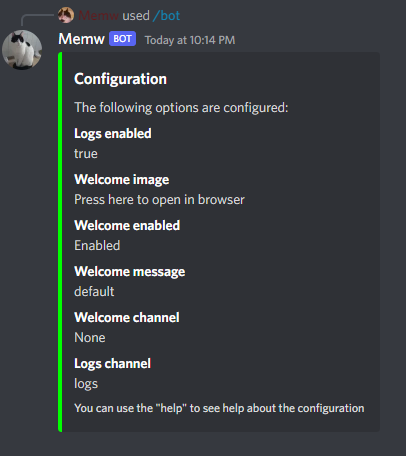 Memw used /bot
Memw BOT Today at 10:14 PM
Configuration
The following options are configured:
Logs enabled
true
Welcome image
Press here to open in browser
Welcome enabled
Enabled
Welcome message
default
Welcome channel
None
Logs channel
logs
You can use the "help" to see help about the configuration